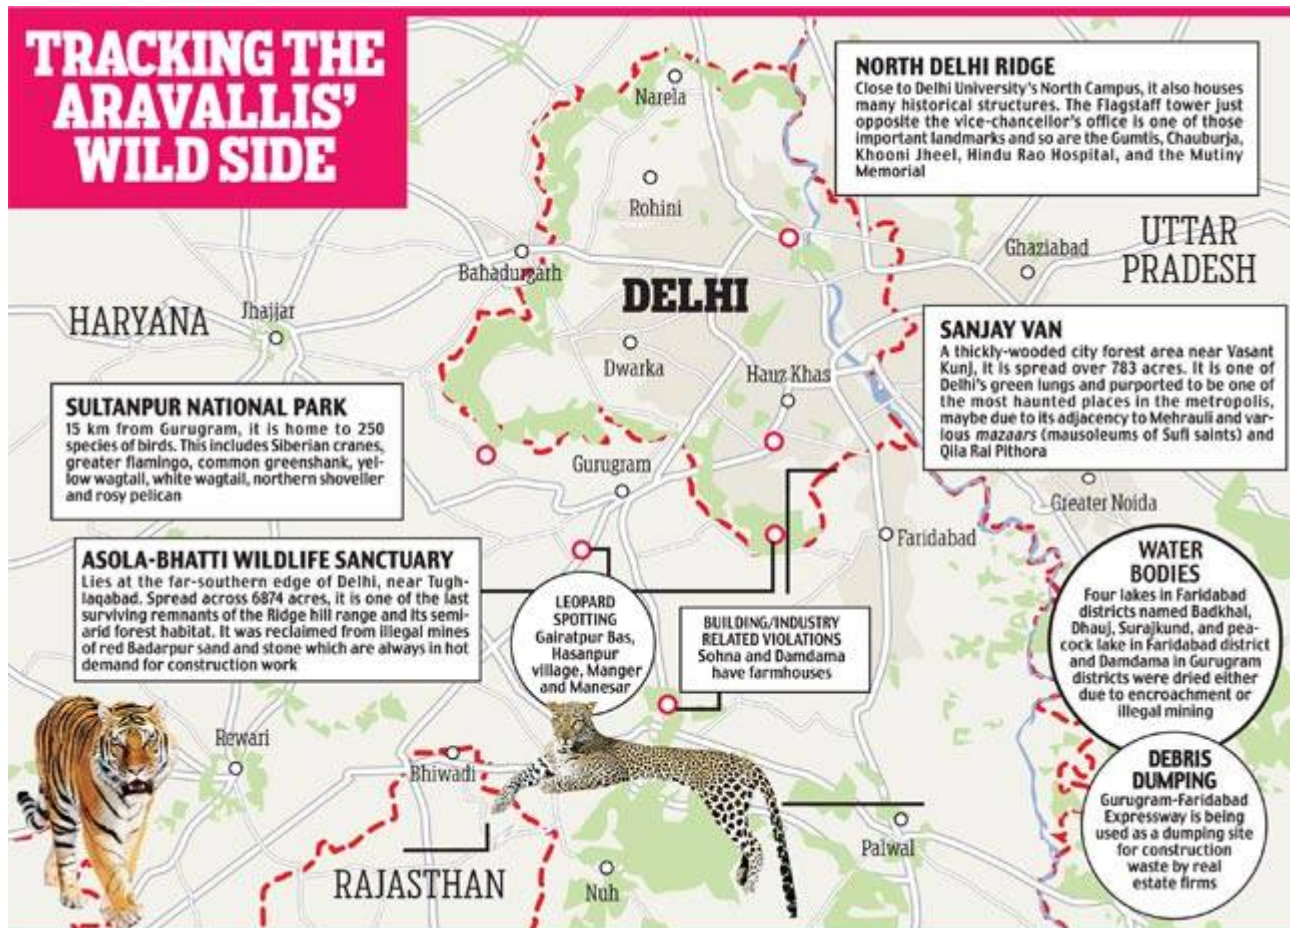 TRACKING THE
ARAVALLIS'
WILD SIDE
NORTH DELHI RIDGE
Close to Delhi University's North Campus, it also houses
many historical structures. The Flagstaff tower just
opposite the vice-chancellor's office is one of those
important landmarks and so are the Gumtis, Chauburja,
Khooni Jheel, Hindu Rao Hospital, and the Mutiny
Memorial
Narela
Rohini
UTTAR
PRADESH
Ghaziabad
Bahadurgarh
DELHI
HARYANA
Jhajjar
Dwarka
Hauz Khas
SANJAY VAN
A thickly-wooded city forest area near Vasant
Kunj, it is spread over 783 acres. It is one of
Delhi's green lungs and purported to be one of
the most haunted places in the metropolis,
maybe due to its adjacency to Mehrauli and var-
ious mazaars (mausoleums of Sufi saints) and
Qila Rai Pithora
SULTANPUR NATIONAL PARK
15 km from Gurugram, it is home to 250
species of birds. This includes Siberian cranes,
greater flamingo, common greenshank, yel-
low wagtail, white wagtail, northern shoveller
and rosy pelican
Gurugram
Greater Noida
Faridabad
ASOLA-BHATTI WILDLIFE SANCTUARY
Lies at the far-southern edge of Delhi, near Tugh-
laqabad. Spread across 6874 acres, it is one of the last
surviving remnants of the Ridge hill range and its semi-
arid forest habitat. It was reclaimed from illegal mines
of red Badarpur sand and stone which are always in hot
demand for construction work
LEOPARD
SPOTTING
Gairatpur Bas,
Hasanpur
village, Manger
and Manesar
BUILDING/INDUSTRY
RELATED VIOLATIONS
Sohna and Damdama
have farmhouses
WATER
BODIES
Four lakes in Faridabad
districts named Badkhal,
Dhauj, Surajkund, and pea-
cock lake in Faridabad district
and Damdama in Gurugram
districts were dried either
due to encroachment or
illegal mining
Rewari
Bhiwadi
DEBRIS
DUMPING
Gurugram-Faridabad
Expressway is being
used as a dumping site
for construction
waste by real
estate firms
Palwal
RAJASTHAN
Nuh